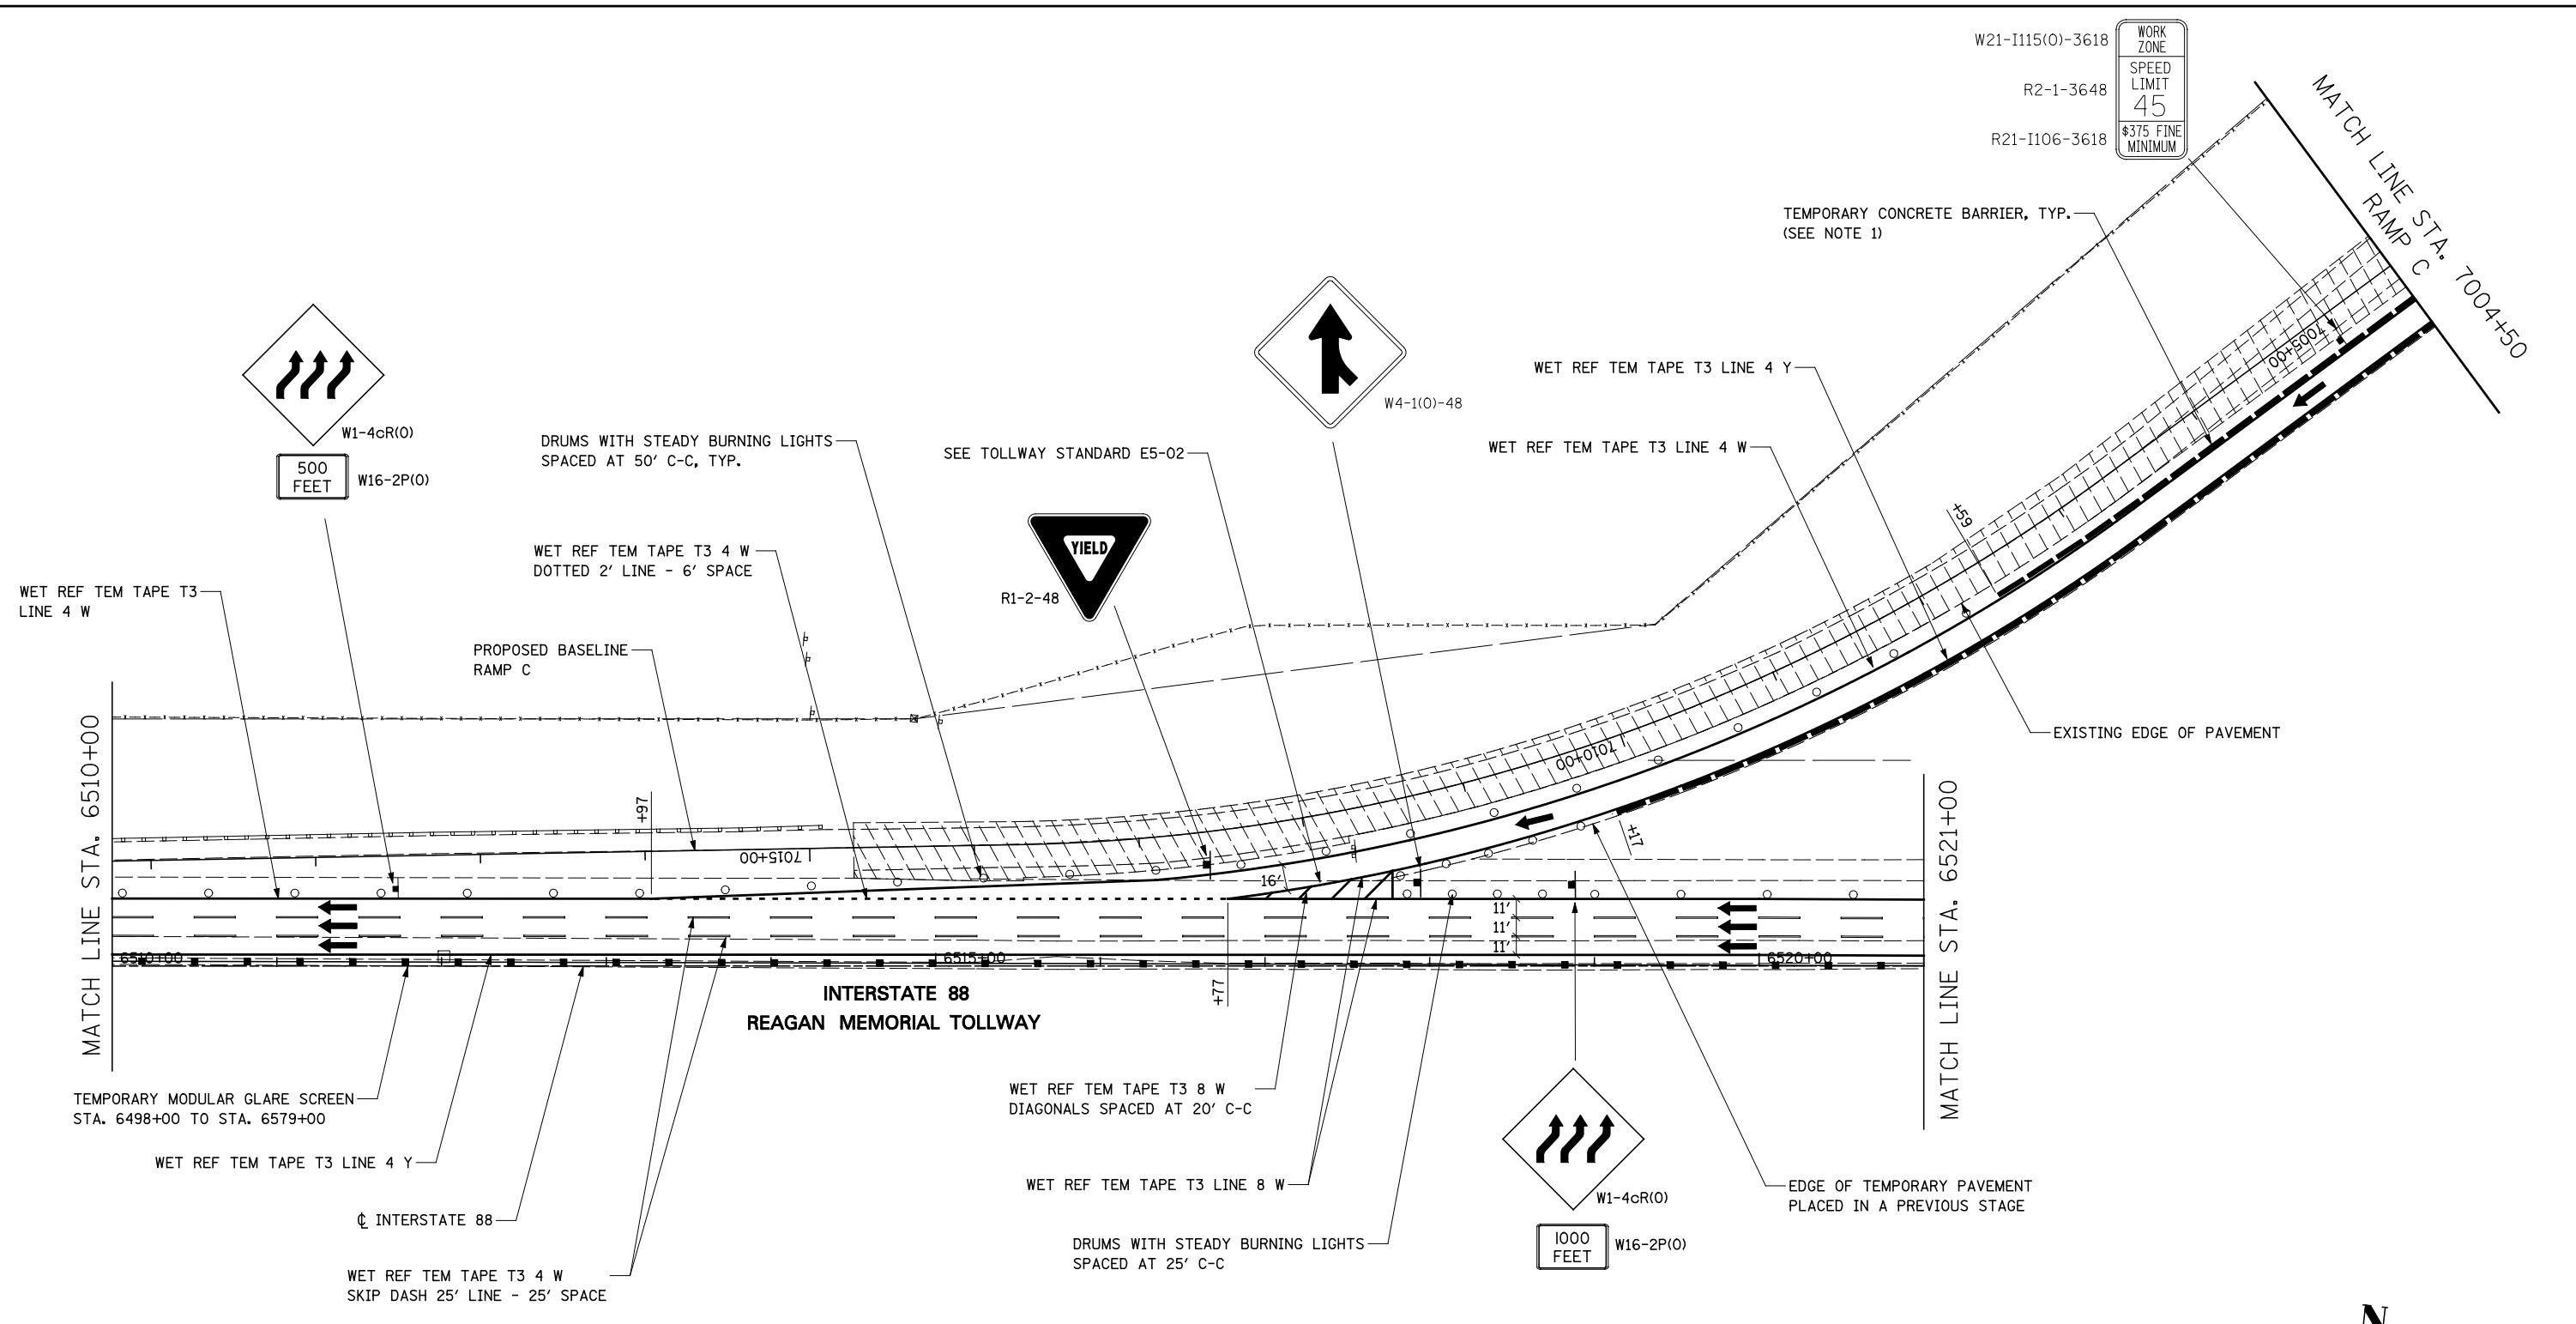 W21-I115(O)-3618
WORK
ZONE
R2-1-3648
SPEED
LIMIT
45
R21-I106-3618
$375 FINE
MINIMUM
MATCH LINE STA. 7004+50
RAMP C
TEMPORARY CONCRETE BARRIER, TYP.
(SEE NOTE 1)
7005+00
W4-1(O)-48
WET REF TEM TAPE T3 LINE 4 Y
WET REF TEM TAPE T3 LINE 4 W
+59
W1-4cR(O)
500
FEET
W16-2P(O)
DRUMS WITH STEADY BURNING LIGHTS
SPACED AT 50' C-C, TYP.
SEE TOLLWAY STANDARD E5-02
YIELD
R1-2-48
WET REF TEM TAPE T3 4 W
DOTTED 2' LINE - 6' SPACE
WET REF TEM TAPE T3
LINE 4 W
PROPOSED BASELINE
RAMP C
EXISTING EDGE OF PAVEMENT
7010+00
+97
+17
7015+00
16'
MATCH LINE STA. 6510+00
MATCH LINE STA. 6521+00
11'
11'
11'
6510+00
6515+00
6520+00
+77
INTERSTATE 88
REAGAN MEMORIAL TOLLWAY
TEMPORARY MODULAR GLARE SCREEN
STA. 6498+00 TO STA. 6579+00
WET REF TEM TAPE T3 8 W
DIAGONALS SPACED AT 20' C-C
WET REF TEM TAPE T3 LINE 4 Y
WET REF TEM TAPE T3 LINE 8 W
W1-4cR(O)
EDGE OF TEMPORARY PAVEMENT
PLACED IN A PREVIOUS STAGE
℄ INTERSTATE 88
DRUMS WITH STEADY BURNING LIGHTS
SPACED AT 25' C-C
1000
FEET
W16-2P(O)
WET REF TEM TAPE T3 4 W
SKIP DASH 25' LINE - 25' SPACE
N